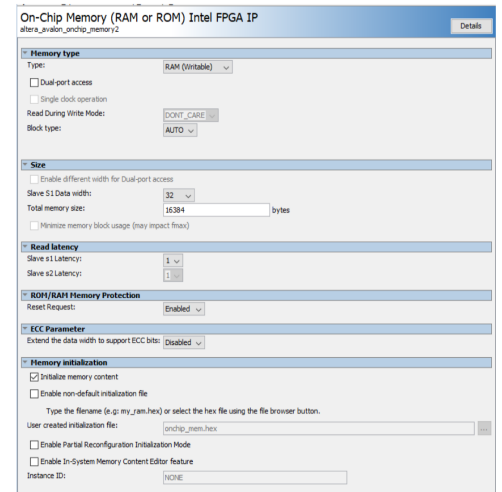 On-Chip Memory (RAM or ROM) Intel FPGA IP
altera_avalon_onchip_memory2
Details
Memory type
Type: RAM (Writable)
Dual-port access
Single clock operation
Read During Write Mode: DONT_CARE
Block type: AUTO
Size
Enable different width for Dual-port access
Slave S1 Data width: 32
Total memory size: 16384 bytes
Minimize memory block usage (may impact fmax)
Read latency
Slave s1 Latency: 1
Slave s2 Latency: 1
ROM/RAM Memory Protection
Reset Request: Enabled
ECC Parameter
Extend the data width to support ECC bits: Disabled
Memory initialization
Initialize memory content
Enable non-default initialization file
Type the filename (e.g: my_ram.hex) or select the hex file using the file browser button.
User created initialization file: onchip_mem.hex ...
Enable Partial Reconfiguration Initialization Mode
Enable In-System Memory Content Editor feature
Instance ID: NONE